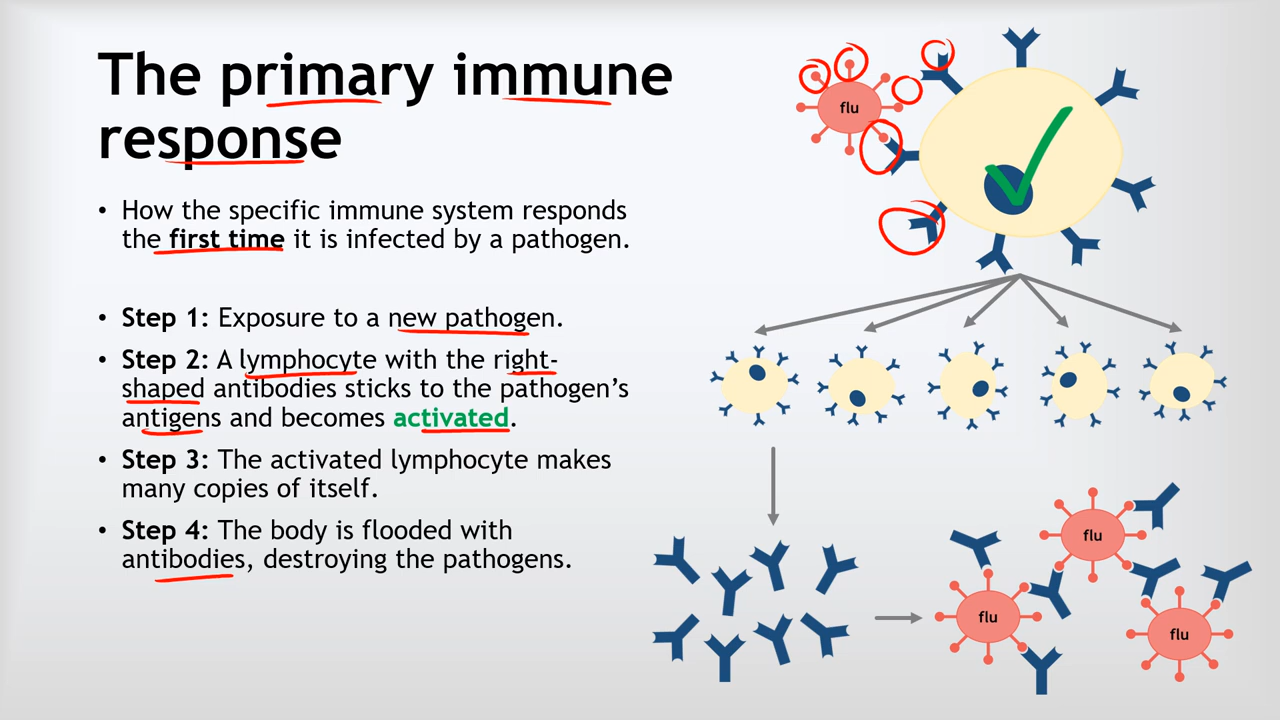 The primary immune
response
• How the specific immune system responds
the first time it is infected by a pathogen.
• Step 1: Exposure to a new pathogen.
• Step 2: A lymphocyte with the right-
shaped antibodies sticks to the pathogen’s
antigens and becomes activated.
• Step 3: The activated lymphocyte makes
many copies of itself.
• Step 4: The body is flooded with
antibodies, destroying the pathogens.
flu
flu
flu
flu